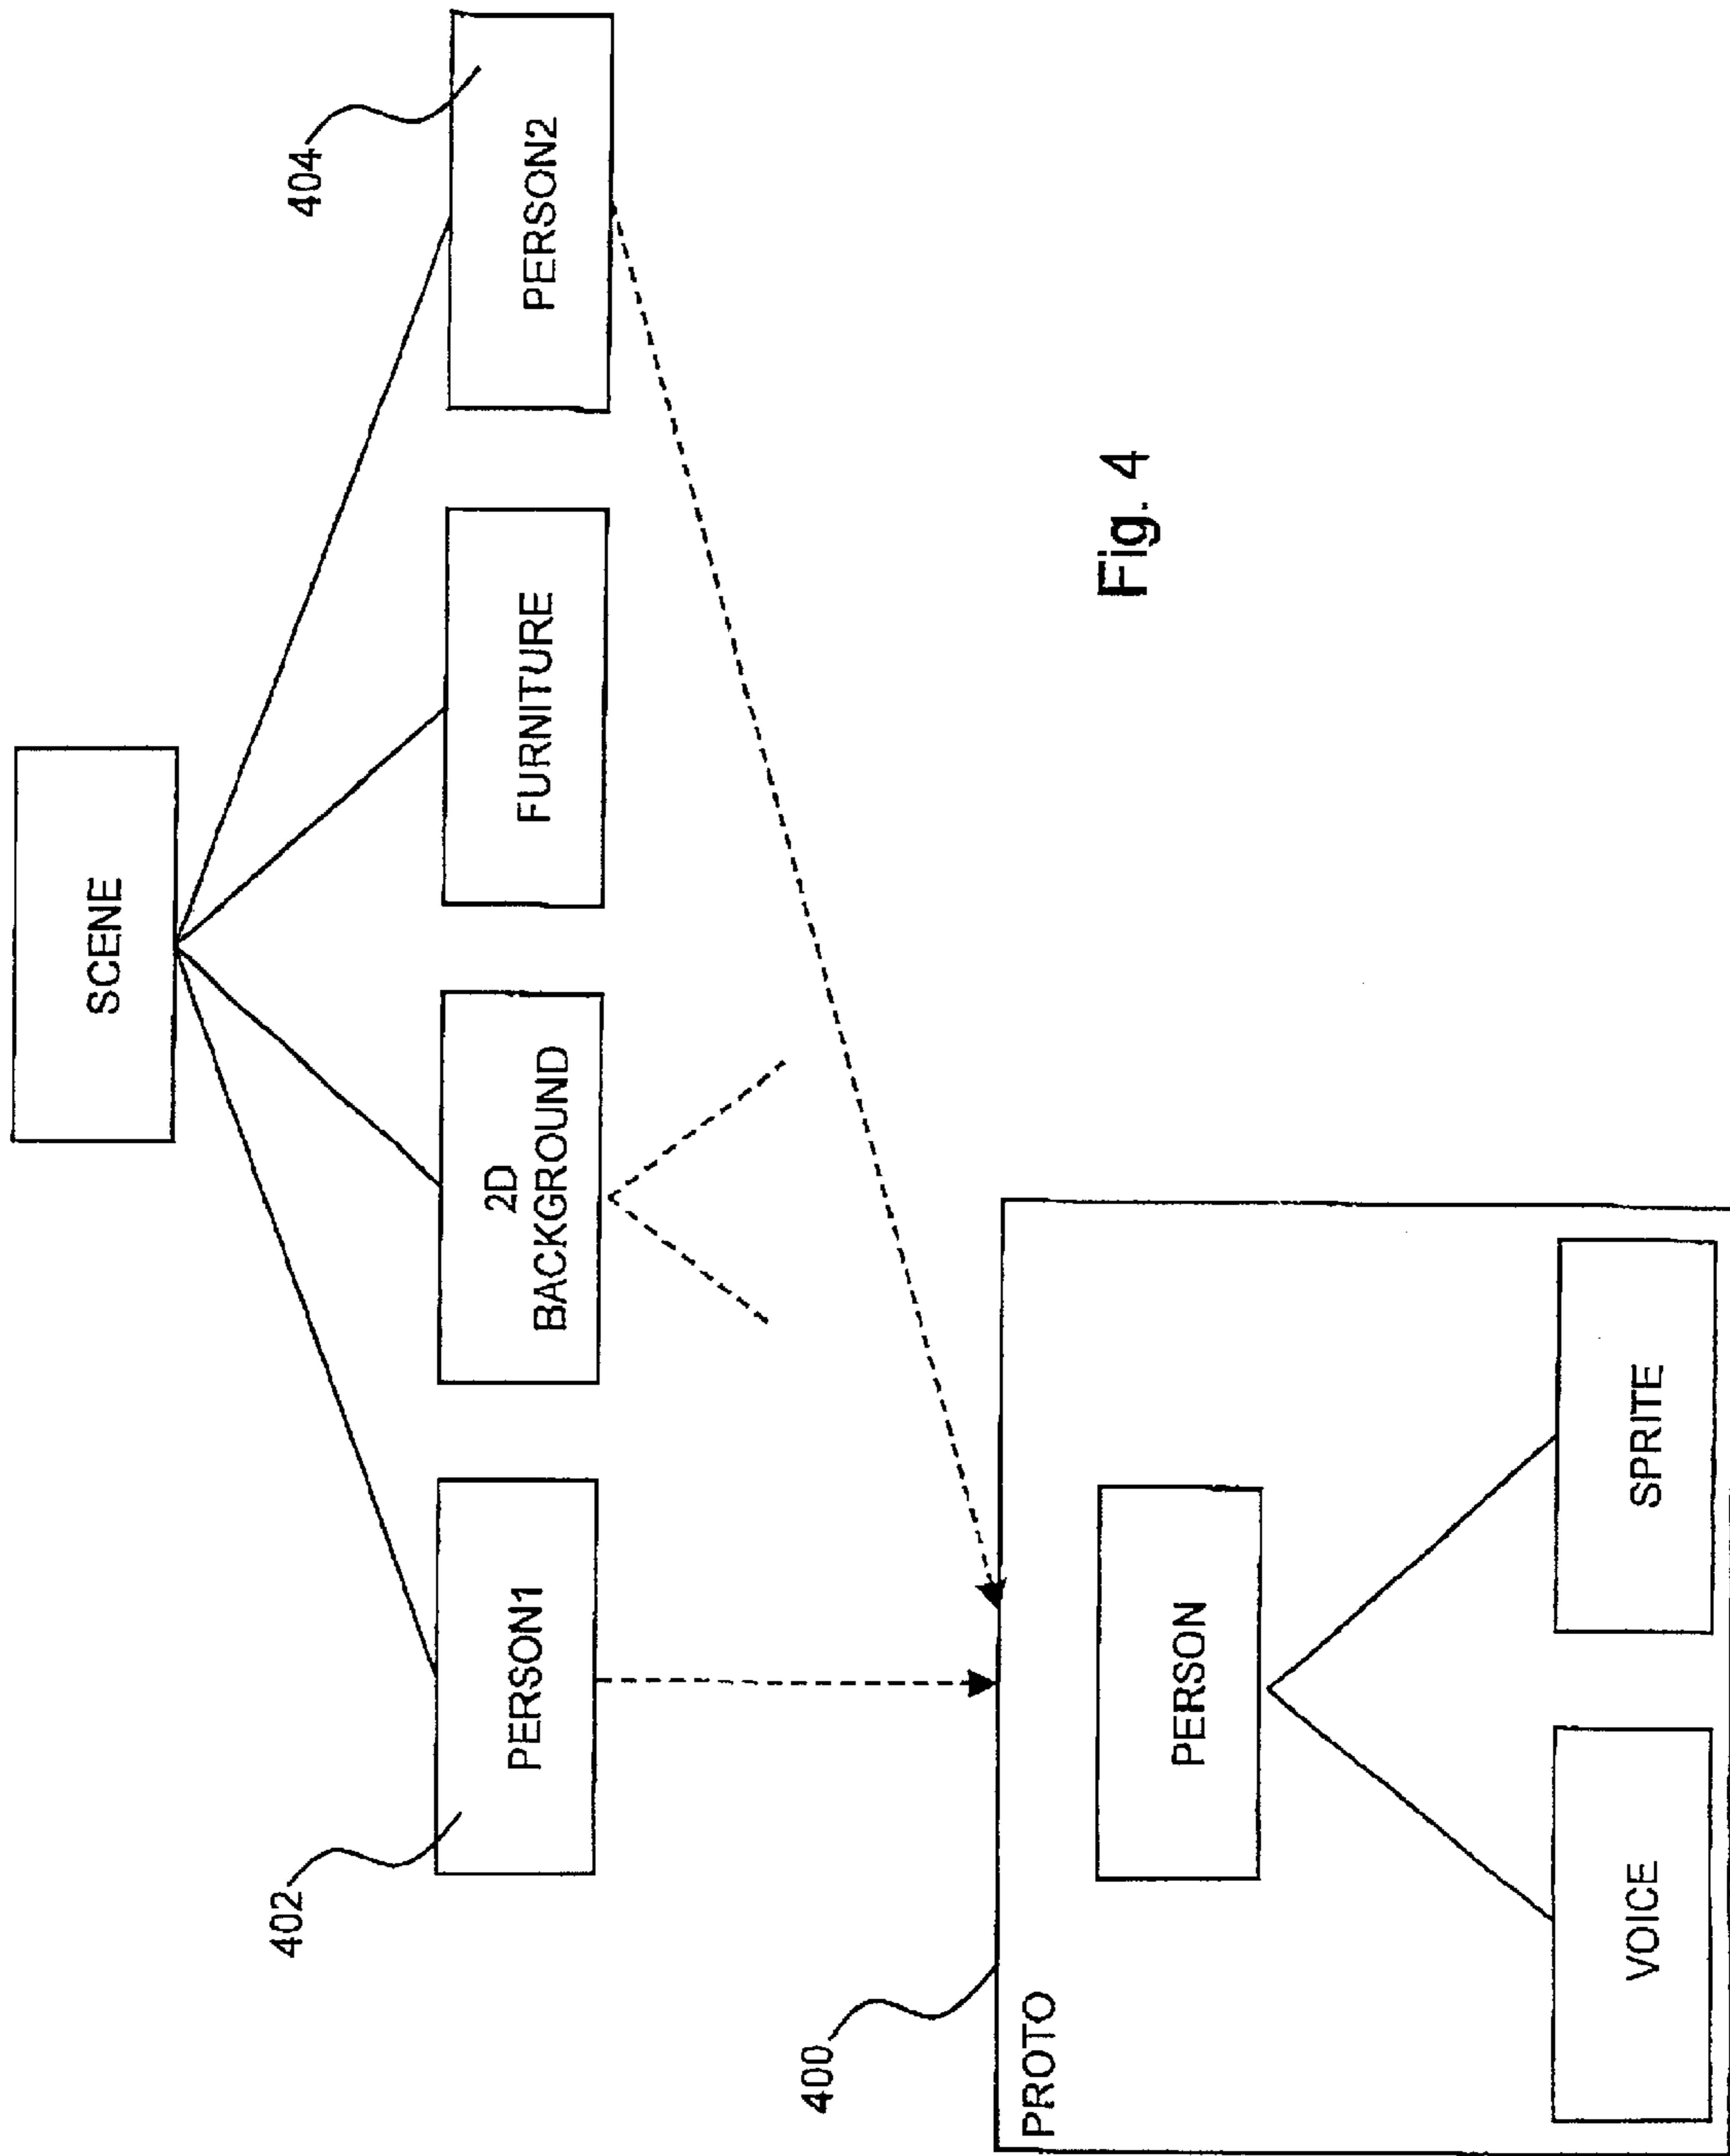 SCENE
404
402
PERSON1
2D
BACKGROUND
FURNITURE
PERSON2
400
PROTO
PERSON
VOICE
SPRITE
Fig. 4